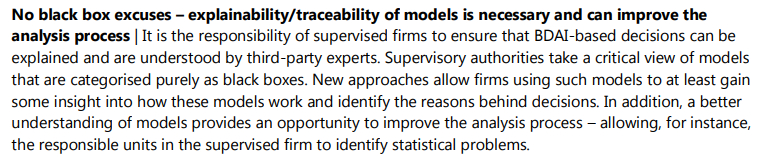 No black box excuses – explainability/traceability of models is necessary and can improve the
analysis process | It is the responsibility of supervised firms to ensure that BDAI-based decisions can be
explained and are understood by third-party experts. Supervisory authorities take a critical view of models
that are categorised purely as black boxes. New approaches allow firms using such models to at least gain
some insight into how these models work and identify the reasons behind decisions. In addition, a better
understanding of models provides an opportunity to improve the analysis process – allowing, for instance,
the responsible units in the supervised firm to identify statistical problems.